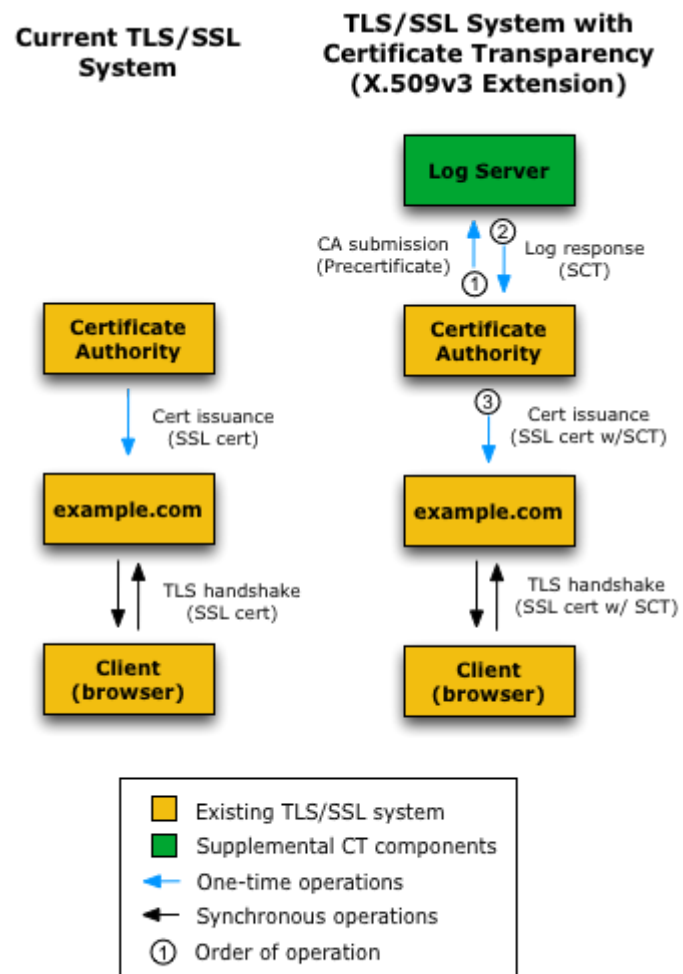 Current TLS/SSL
System
TLS/SSL System with
Certificate Transparency
(X.509v3 Extension)
Certificate
Authority
Cert issuance
(SSL cert)
example.com
TLS handshake
(SSL cert)
Client
(browser)
Log Server
CA submission
(Precertificate)
1
2
Log response
(SCT)
Certificate
Authority
3
Cert issuance
(SSL cert w/SCT)
example.com
TLS handshake
(SSL cert w/ SCT)
Client
(browser)
Existing TLS/SSL system
Supplemental CT components
One-time operations
Synchronous operations
1 Order of operation